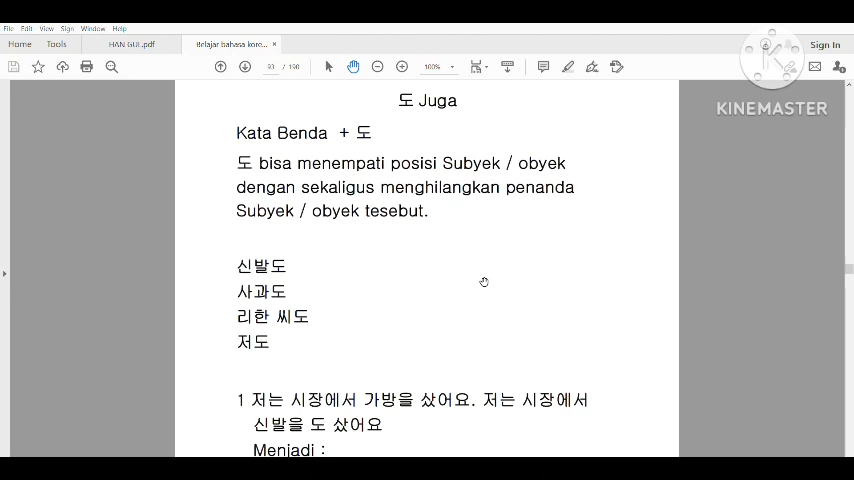 File Edit View Sign Window Help
Home Tools HAN GUL.pdf Belajar bahasa kore... × Sign In
93 / 190 100%
KINEMASTER
도 Juga
Kata Benda + 도
도 bisa menempati posisi Subyek / obyek
dengan sekaligus menghilangkan penanda
Subyek / obyek tesebut.
신발도
사과도
리한 씨도
저도
1 저는 시장에서 가방을 샀어요. 저는 시장에서
신발을 도 샀어요
Menjadi :